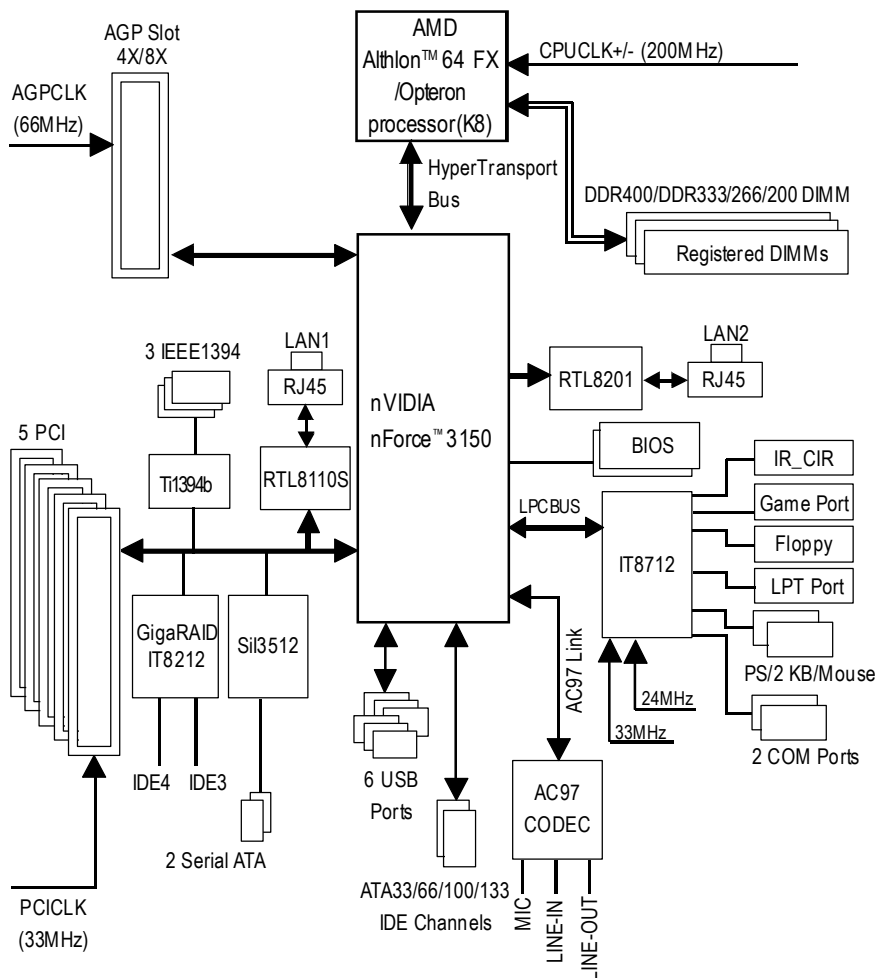 AGP Slot
4X/8X
AGPCLK
(66MHz)
AMD
Althlon™ 64 FX
/Opteron
processor(K8)
CPUCLK+/- (200MHz)
HyperTransport
Bus
DDR400/DDR333/266/200 DIMM
Registered DIMMs
nVIDIA
nForce™ 3150
3 IEEE1394
LAN1
RJ45
Ti1394b
RTL8110S
5 PCI
RTL8201
LAN2
RJ45
BIOS
LPCBUS
IT8712
IR_CIR
Game Port
Floppy
LPT Port
PS/2 KB/Mouse
2 COM Ports
24MHz
33MHz
GigaRAID
IT8212
SiI3512
IDE4
IDE3
2 Serial ATA
6 USB
Ports
ATA33/66/100/133
IDE Channels
AC97 Link
AC97
CODEC
MIC
LINE-IN
LINE-OUT
PCICLK
(33MHz)